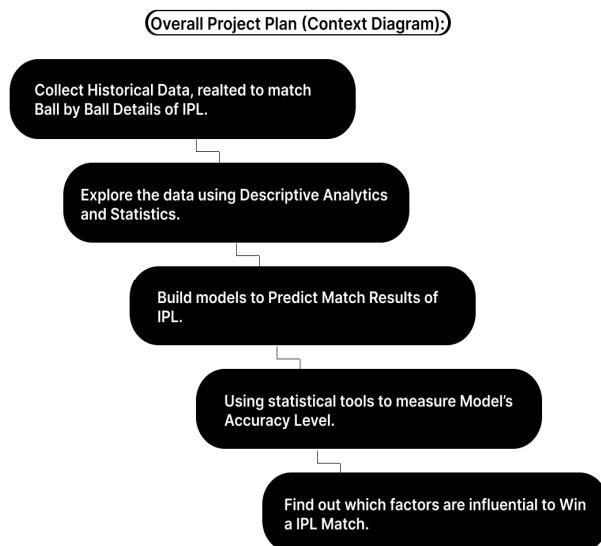 Overall Project Plan (Context Diagram):
Collect Historical Data, realted to match
Ball by Ball Details of IPL.
Explore the data using Descriptive Analytics
and Statistics.
Build models to Predict Match Results of
IPL.
Using statistical tools to measure Model's
Accuracy Level.
Find out which factors are influential to Win
a IPL Match.